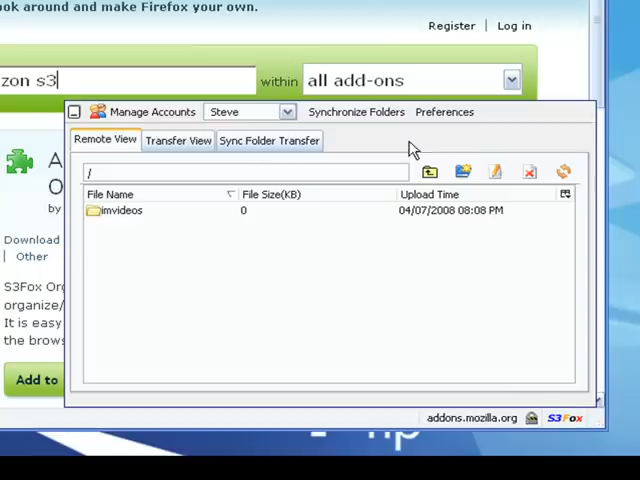 ook around and make Firefox your own.
Register | Log in
zon s3 within all add-ons
Manage Accounts Steve Synchronize Folders Preferences
Remote View Transfer View Sync Folder Transfer
/
File Name File Size(KB) Upload Time
imvideos 0 04/07/2008 08:08 PM
A
O
by
Download
| Other
S3Fox Org
organize/
It is easy
the brows
Add to
addons.mozilla.org S3Fox
np